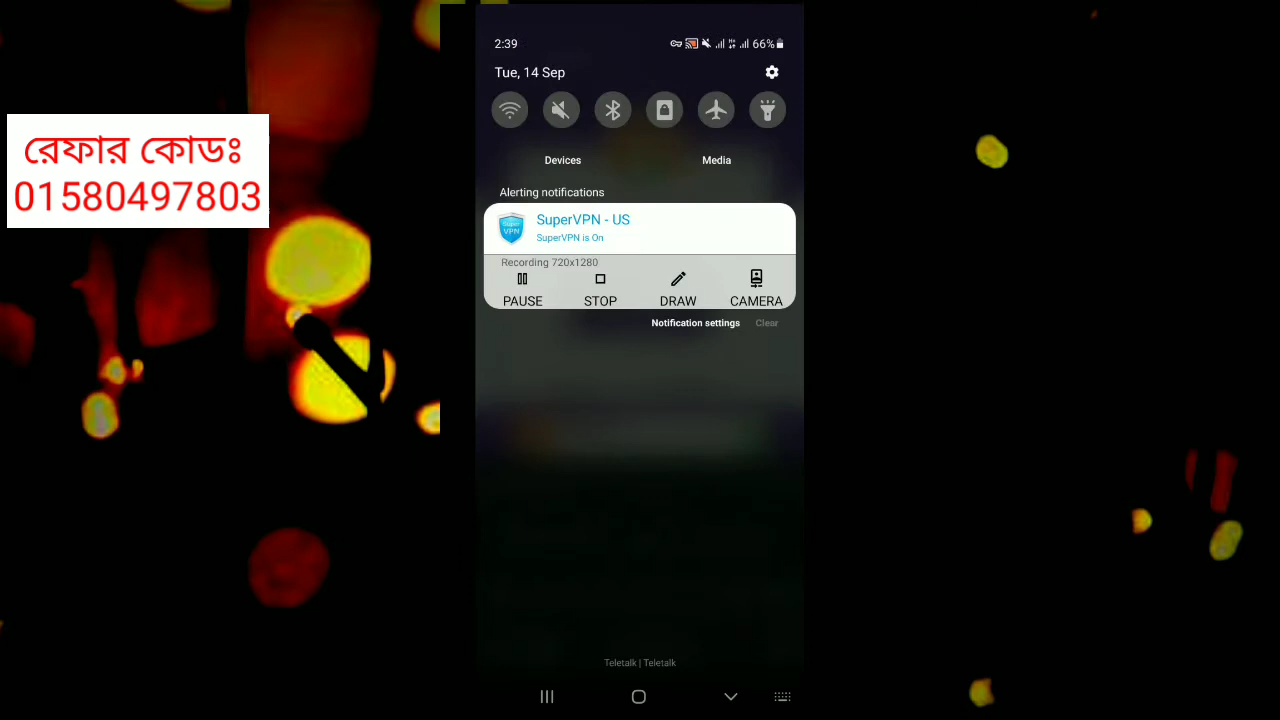 রেফার কোডঃ
01580497803
2:39
66%
Tue, 14 Sep
Devices
Media
Alerting notifications
SuperVPN - US
SuperVPN is On
Recording 720x1280
PAUSE
STOP
DRAW
CAMERA
Notification settings
Clear
Teletalk | Teletalk